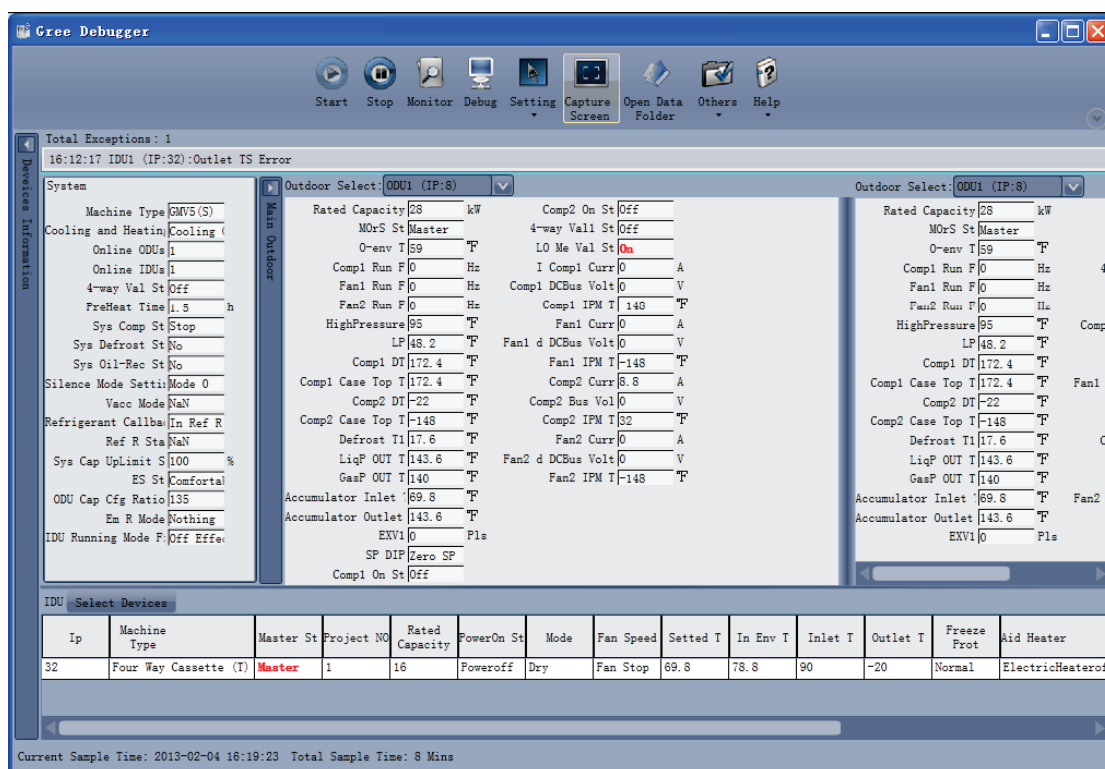 Gree Debugger
Start Stop Monitor Debug Setting Capture Screen Open Data Folder Others Help
Total Exceptions: 1
16:12:17 IDU1 (IP:32):Outlet TS Error
Deveices Information
System
Machine Type GMV5(S)
Cooling and Heating Cooling (
Online ODUs 1
Online IDUs 1
4-way Val St Off
PreHeat Time 1.5 h
Sys Comp St Stop
Sys Defrost St No
Sys Oil-Rec St No
Silence Mode Setti: Mode 0
Vacc Mode NaN
Refrigerant Callba( In Ref R
Ref R Sta NaN
Sys Cap UpLimit S 100 %
ES St Comforta
ODU Cap Cfg Ratio 135
Em R Mode Nothing
IDU Running Mode F: Off Effe
Main Outdoor
Outdoor Select: ODU1 (IP:8)
Rated Capacity 28 kW
MOrS St Master
O-env T 59 ℉
Comp1 Run F 0 Hz
Fan1 Run F 0 Hz
Fan2 Run F 0 Hz
HighPressure 95 ℉
LP 48.2 ℉
Comp1 DT 172.4 ℉
Comp1 Case Top T 172.4 ℉
Comp2 DT -22 ℉
Comp2 Case Top T -148 ℉
Defrost T1 17.6 ℉
LiqP OUT T 143.6 ℉
GasP OUT T 140 ℉
Accumulator Inlet 69.8 ℉
Accumulator Outlet 143.6 ℉
EXV1 0 Pls
SP DIP Zero SP
Comp1 On St Off
Comp2 On St Off
4-way Val1 St Off
LO Me Val St On
I Comp1 Curr 0 A
Comp1 DCBus Volt 0 V
Comp1 IPM T 148 ℉
Fan1 Curr 0 A
Fan1 d DCBus Volt 0 V
Fan1 IPM T -148 ℉
Comp2 Curr 8.8 A
Comp2 Bus Vol 0 V
Comp2 IPM T 32 ℉
Fan2 Curr 0 A
Fan2 d DCBus Volt 0 V
Fan2 IPM T -148 ℉
Outdoor Select: ODU1 (IP:8)
Rated Capacity 28 kW
MOrS St Master
O-env T 59 ℉
Comp1 Run F 0 Hz 4
Fan1 Run F 0 Hz
Fan2 Run F 0 Hz
HighPressure 95 ℉ Comp
LP 48.2 ℉
Comp1 DT 172.4 ℉
Comp1 Case Top T 172.4 ℉ Fan1
Comp2 DT -22 ℉
Comp2 Case Top T -148 ℉
Defrost T1 17.6 ℉ C
LiqP OUT T 143.6 ℉
GasP OUT T 140 ℉
Accumulator Inlet 69.8 ℉ Fan2
Accumulator Outlet 143.6 ℉
EXV1 0 Pls
IDU Select Devices
Ip Machine Type Master St Project NO Rated Capacity PowerOn St Mode Fan Speed Setted T In Env T Inlet T Outlet T Freeze Prot Aid Heater
32 Four Way Cassette (T) Master 1 16 Poweroff Dry Fan Stop 69.8 78.8 90 -20 Normal ElectricHeaterof
Current Sample Time: 2013-02-04 16:19:23 Total Sample Time: 8 Mins